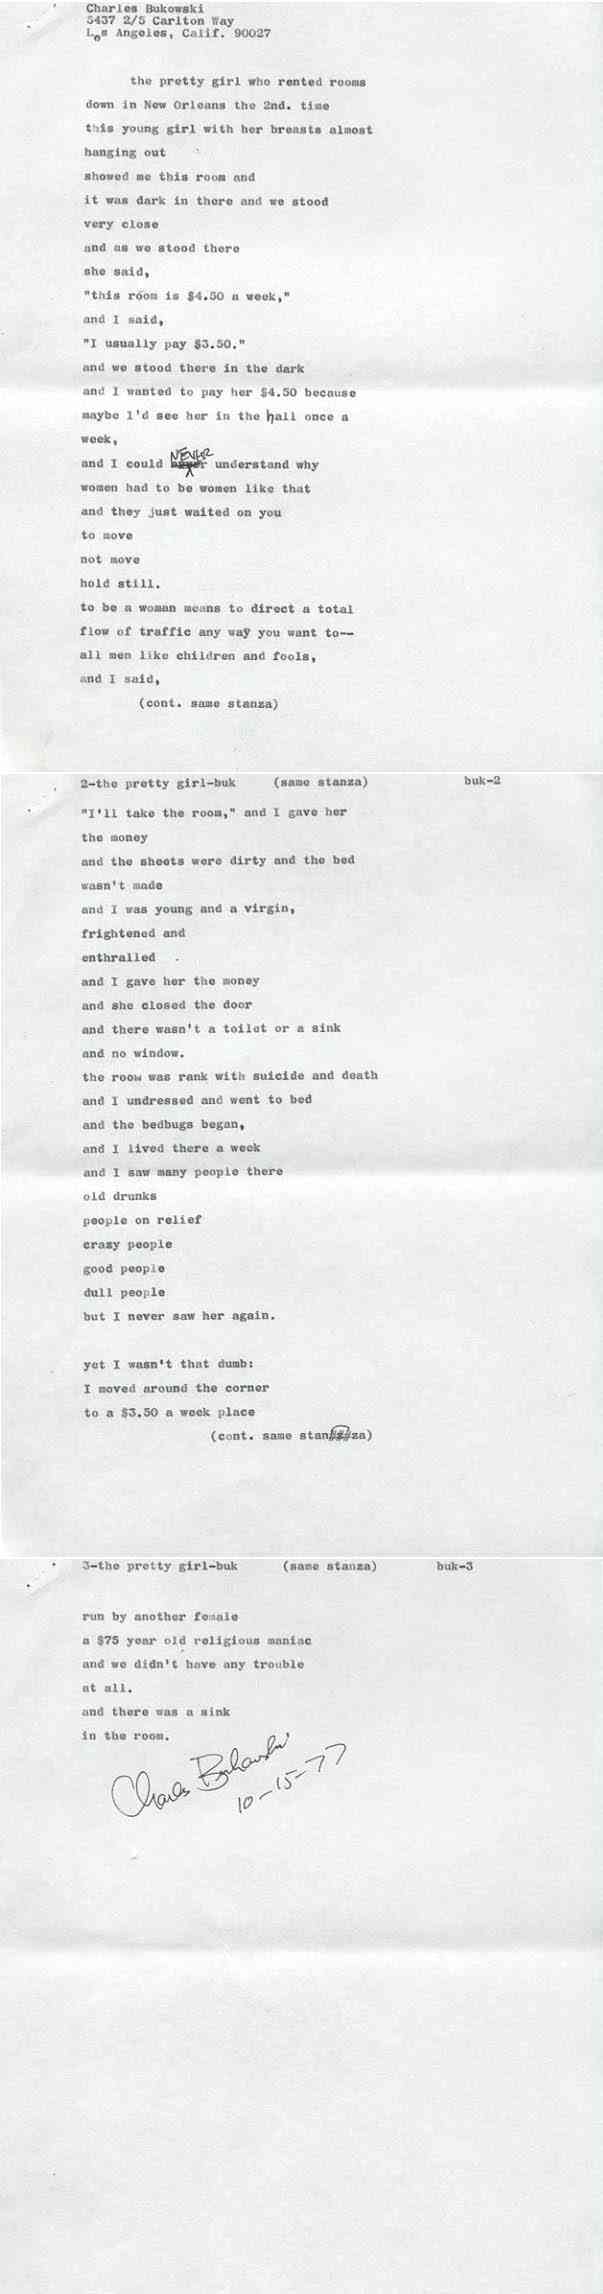 Charles Bukowski
5437 2/5 Carlton Way
Los Angeles, Calif. 90027
the pretty girl who rented rooms
down in New Orleans the 2nd. time
this young girl with her breasts almost
hanging out
showed me this room and
it was dark in there and we stood
very close
and as we stood there
she said,
"this room is $4.50 a week,"
and I said,
"I usually pay $3.50."
and we stood there in the dark
and I wanted to pay her $4.50 because
maybe I'd see her in the hall once a
week,
and I could NEVER understand why
women had to be women like that
and they just waited on you
to move
not move
hold still.
to be a woman means to direct a total
flow of traffic any way you want to--
all men like children and fools,
and I said,
(cont. same stanza)
2-the pretty girl-buk (same stanza) buk-2
"I'll take the room," and I gave her
the money
and the sheets were dirty and the bed
wasn't made
and I was young and a virgin,
frightened and
enthralled
and I gave her the money
and she closed the door
and there wasn't a toilet or a sink
and no window.
the room was rank with suicide and death
and I undressed and went to bed
and the bedbugs began,
and I lived there a week
and I saw many people there
old drunks
people on relief
crazy people
good people
dull people
but I never saw her again.
yet I wasn't that dumb:
I moved around the corner
to a $3.50 a week place
(cont. same stanza)
3-the pretty girl-buk (same stanza) buk-3
run by another female
a $75 year old religious maniac
and we didn't have any trouble
at all.
and there was a sink
in the room.
Charles Bukowski
10-15-77